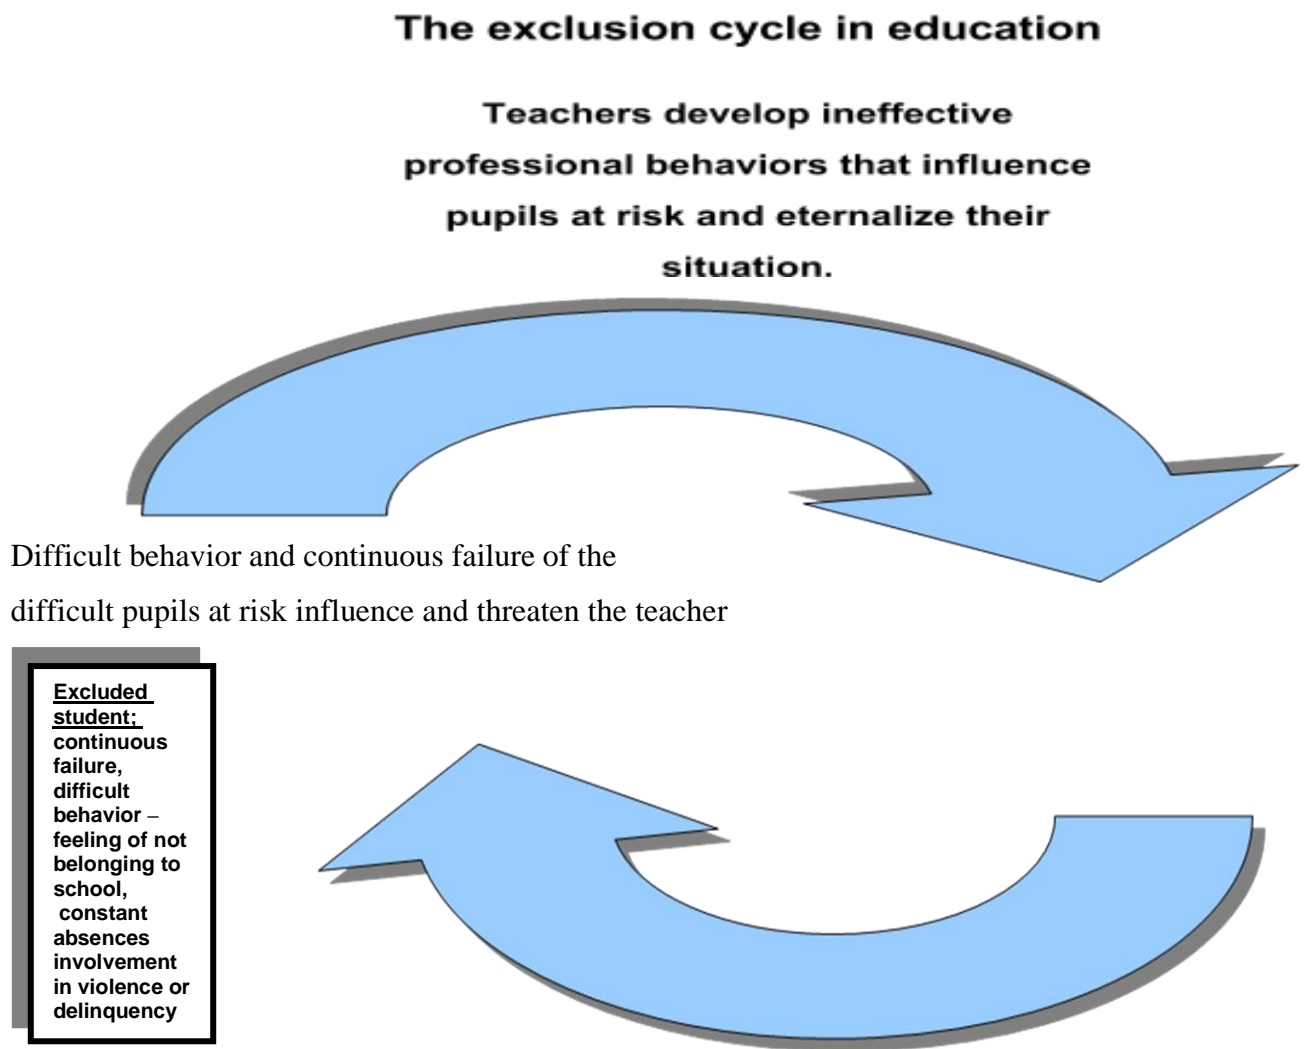 The exclusion cycle in education
Teachers develop ineffective
professional behaviors that influence
pupils at risk and eternalize their
situation.
Difficult behavior and continuous failure of the
difficult pupils at risk influence and threaten the teacher
Excluded
student;
continuous
failure,
difficult
behavior –
feeling of not
belonging to
school,
constant
absences
involvement
in violence or
delinquency